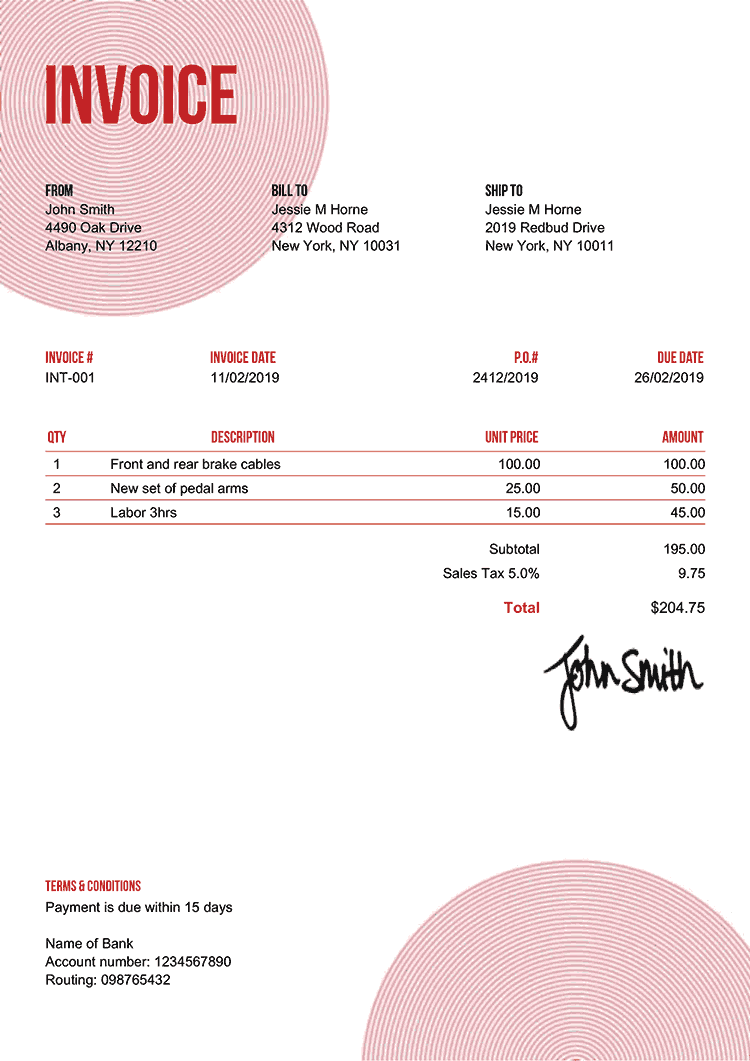 INVOICE
FROM
John Smith
4490 Oak Drive
Albany, NY 12210
BILL TO
Jessie M Horne
4312 Wood Road
New York, NY 10031
SHIP TO
Jessie M Horne
2019 Redbud Drive
New York, NY 10011
INVOICE # INVOICE DATE P.O.# DUE DATE
INT-001 11/02/2019 2412/2019 26/02/2019
QTY DESCRIPTION UNIT PRICE AMOUNT
1 Front and rear brake cables 100.00 100.00
2 New set of pedal arms 25.00 50.00
3 Labor 3hrs 15.00 45.00
Subtotal 195.00
Sales Tax 5.0% 9.75
Total $204.75
John Smith
TERMS & CONDITIONS
Payment is due within 15 days
Name of Bank
Account number: 1234567890
Routing: 098765432